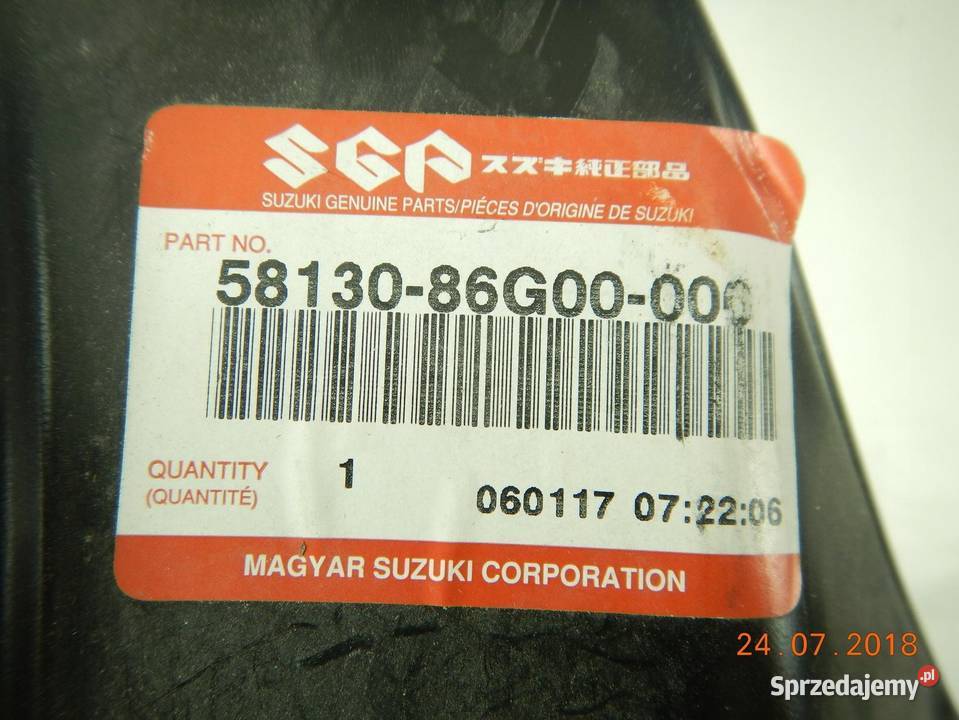 SGP スズキ純正部品
SUZUKI GENUINE PARTS/PIÉCES D'ORIGINE DE SUZUKI
PART NO.
58130-86G00-000
QUANTITY 1
(QUANTITÉ) 060117 07:22:06
MAGYAR SUZUKI CORPORATION
24.07.2018
Sprzedajemy.pl